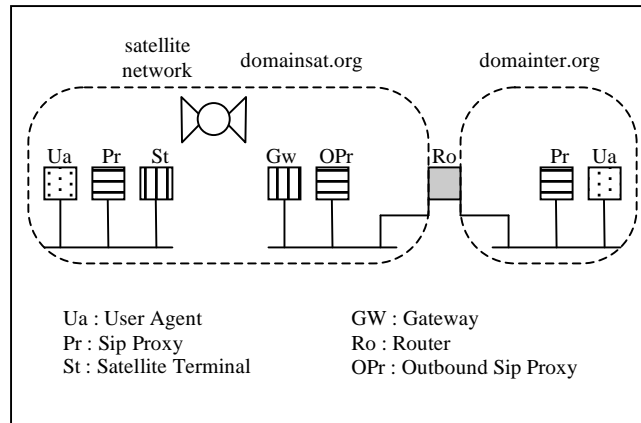 satellite
network
domainsat.org
domainter.org
Ua
Pr
St
Gw
OPr
Ro
Pr
Ua
Ua : User Agent
Pr : Sip Proxy
St : Satellite Terminal
GW : Gateway
Ro : Router
OPr : Outbound Sip Proxy